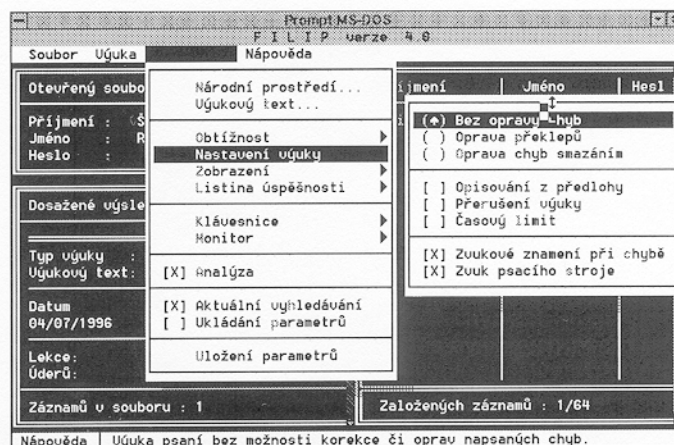 Prompt MS-DOS
F I L I P verze 4.0
Soubor Výuka Nápověda
Otevřený soubo
Příjmení :
Jméno : R
Heslo :
Dosažené výsle
Typ výuky :
Výukový text:
Datum
04/07/1996
Lekce:
Úderů:
Záznamů v souboru : 1
Národní prostředí...
Výukový text...
Obtížnost
Nastavení výuky
Zobrazení
Listina úspěšnosti
Klávesnice
Monitor
[X] Analýza
[X] Aktuální vyhledávání
[ ] Ukládání parametrů
Uložení parametrů
íjmení Jméno Hesl
(♠) Bez opravy chyb
( ) Oprava překlepů
( ) Oprava chyb smazáním
[ ] Opisování z předlohy
[ ] Přerušení výuky
[ ] Časový limit
[X] Zvukové znamení při chybě
[X] Zvuk psacího stroje
Založených záznamů : 1/64
Nápověda Výuka psaní bez možnosti korekce či oprav napsaných chyb.